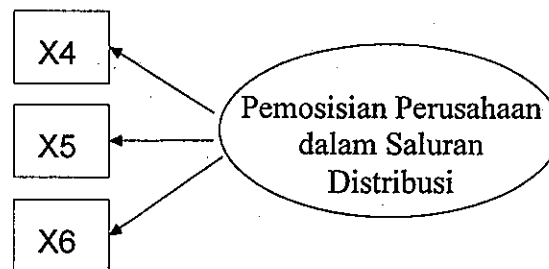 X4
X5
X6
Pemosisian Perusahaan
dalam Saluran
Distribusi